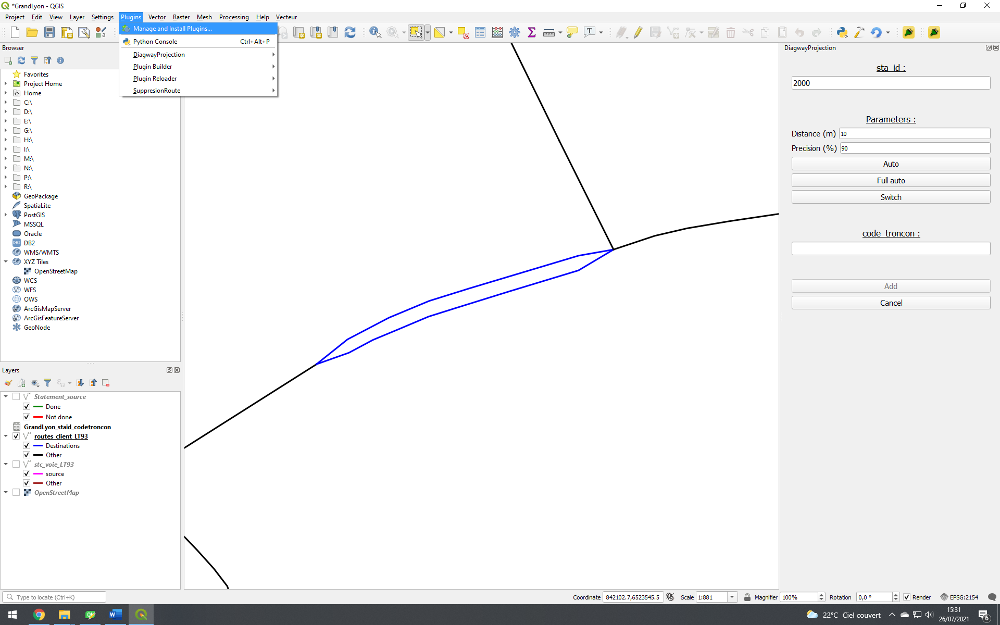 *GrandLyon - QGIS
Project Edit View Layer Settings Plugins Vector Raster Mesh Processing Help Vecteur
Manage and Install Plugins...
Python Console Ctrl+Alt+P
DiagwayProjection
Plugin Builder
Plugin Reloader
SuppresionRoute
Browser
Favorites
Project Home
Home
C:\
D:\
E:\
G:\
H:\
I:\
M:\
N:\
P:\
R:\
GeoPackage
SpatiaLite
PostGIS
MSSQL
Oracle
DB2
WMS/WMTS
XYZ Tiles
OpenStreetMap
WCS
WFS
OWS
ArcGisMapServer
ArcGisFeatureServer
GeoNode
Layers
Statement_source
Done
Not done
GrandLyon_staid_codetroncon
routes_client_LT93
Destinations
Other
stc_voie_LT93
source
Other
OpenStreetMap
DiagwayProjection
sta_id :
2000
Parameters :
Distance (m) 10
Precision (%) 90
Auto
Full auto
Switch
code_troncon :
Add
Cancel
Type to locate (Ctrl+K)
Coordinate 842102.7,6523545.5 Scale 1:881 Magnifier 100% Rotation 0,0 ° Render EPSG:2154
22°C Ciel couvert
15:31
26/07/2021
6